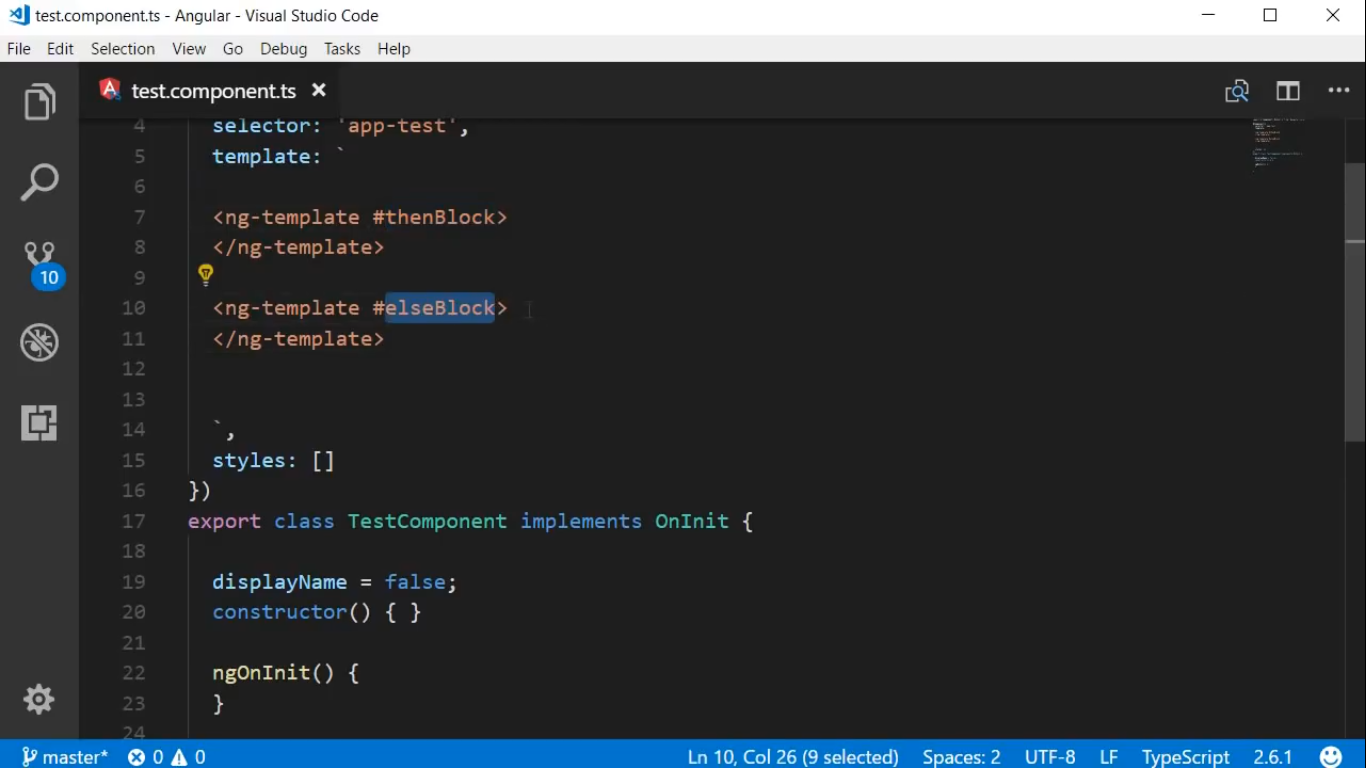 test.component.ts - Angular - Visual Studio Code
File Edit Selection View Go Debug Tasks Help
test.component.ts
4 selector: 'app-test',
5 template: `
6
7 <ng-template #thenBlock>
8 </ng-template>
9
10 <ng-template #elseBlock>
11 </ng-template>
12
13
14 `,
15 styles: []
16 })
17 export class TestComponent implements OnInit {
18
19 displayName = false;
20 constructor() { }
21
22 ngOnInit() {
23 }
24
10
master* 0 0 Ln 10, Col 26 (9 selected) Spaces: 2 UTF-8 LF TypeScript 2.6.1